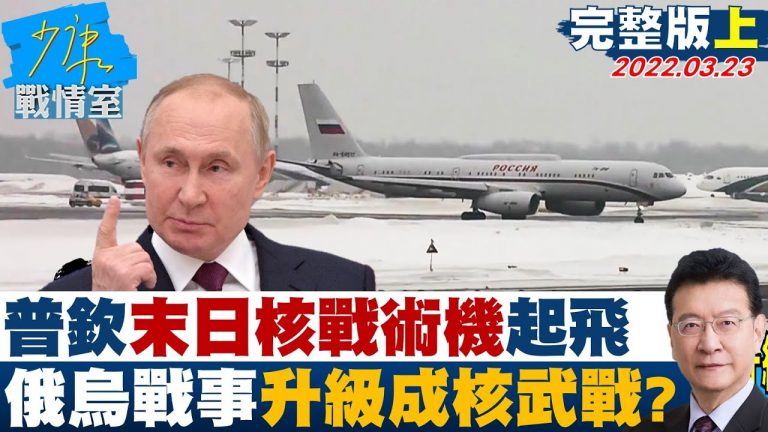 少康
戰情室
完整版上
2022.03.23
РОССИЯ
普欽末日核戰術機起飛
俄烏戰事升級成核武戰?